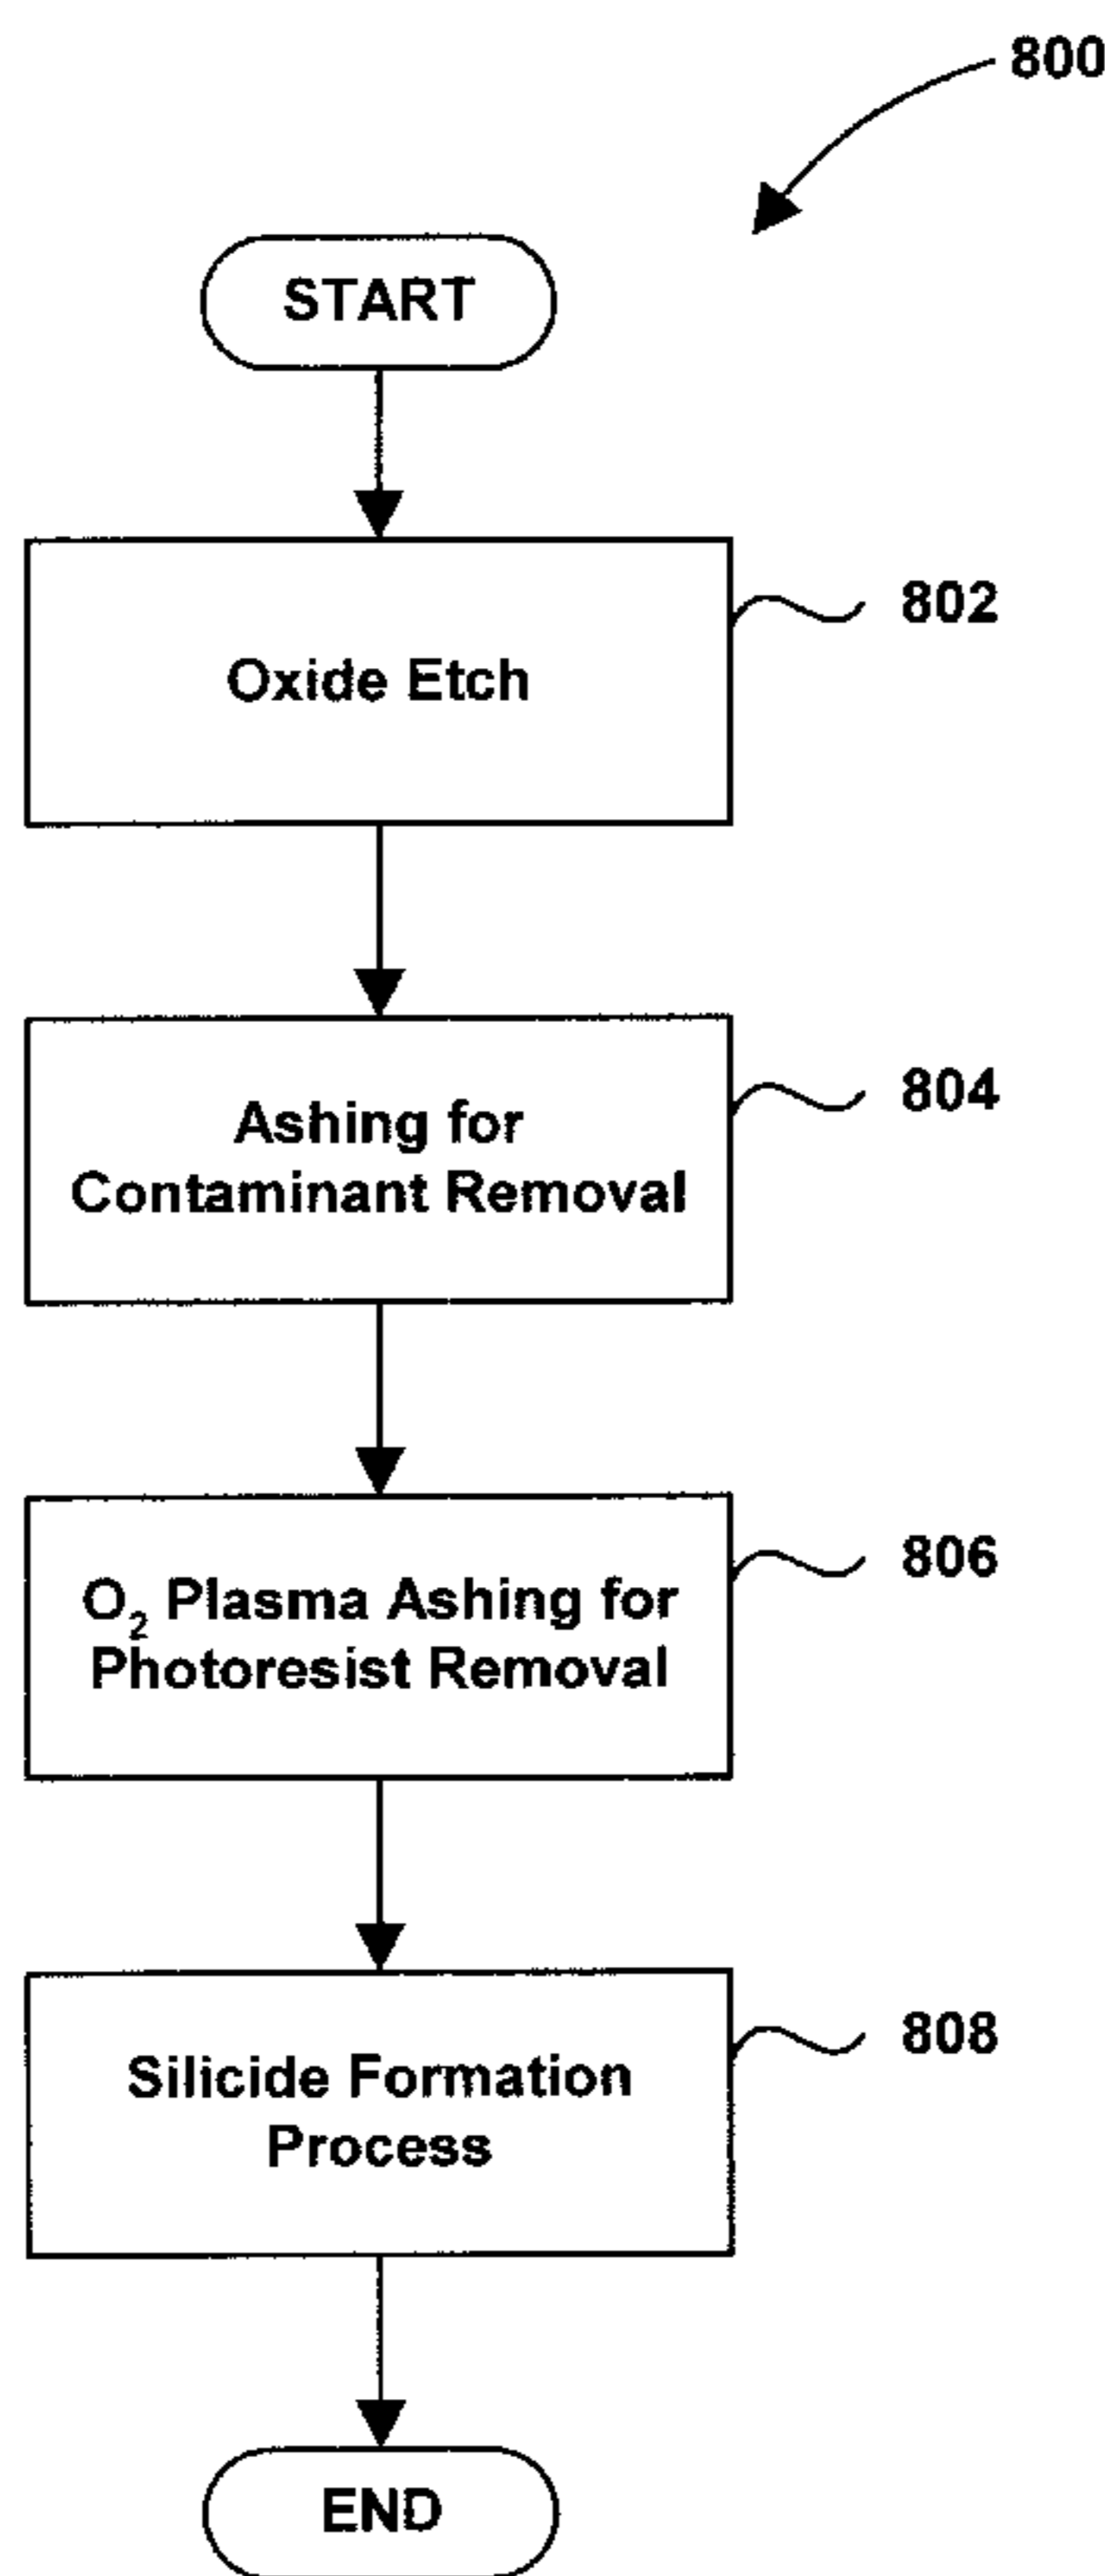 800
START
802
Oxide Etch
804
Ashing for
Contaminant Removal
806
O₂ Plasma Ashing for
Photoresist Removal
808
Silicide Formation
Process
END